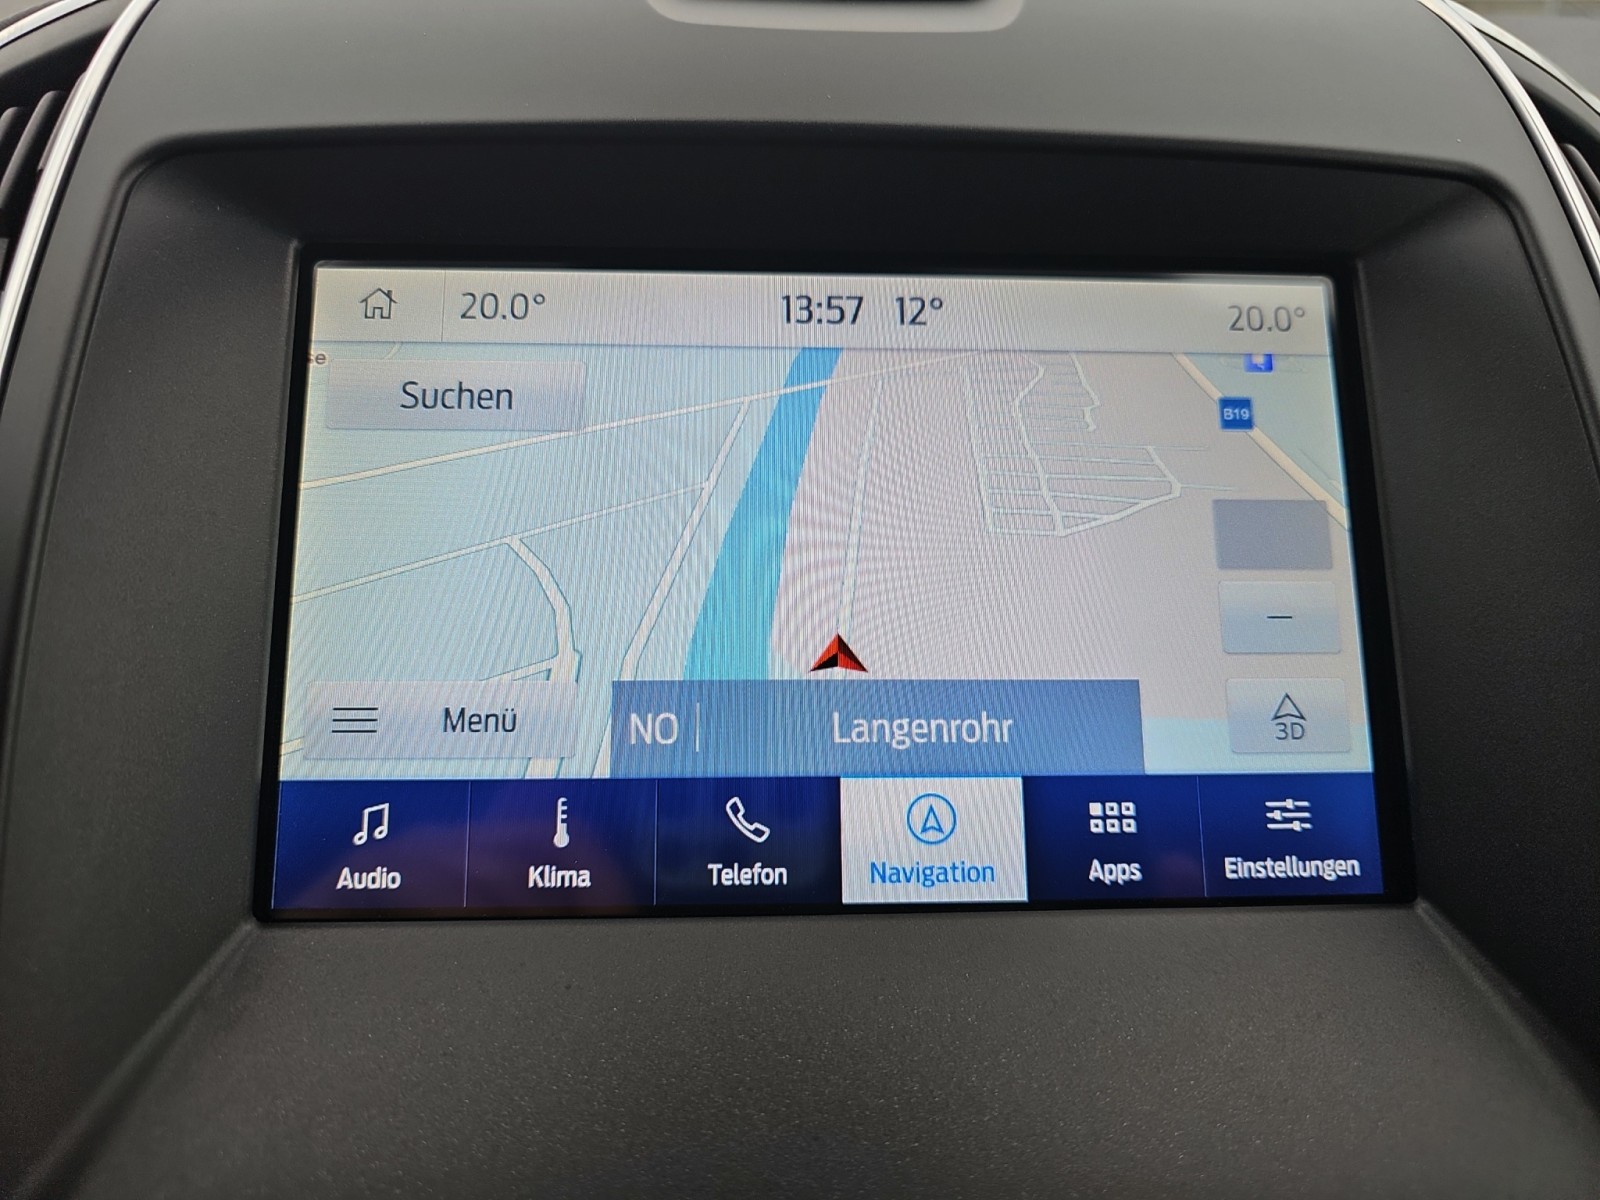 20.0° 13:57 12° 20.0°
se
Suchen
B19
3D
Menü
NO Langenrohr
Audio Klima Telefon Navigation Apps Einstellungen